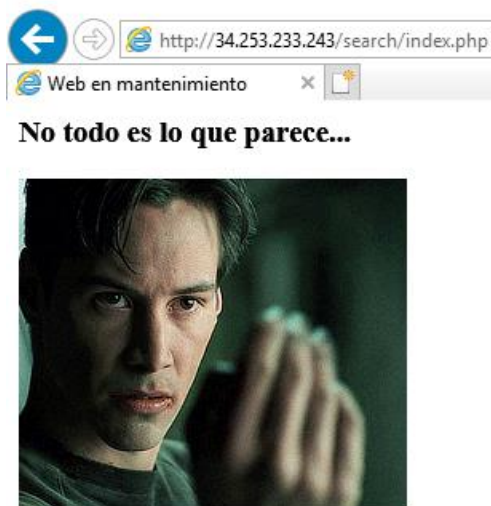 http://34.253.233.243/search/index.php
Web en mantenimiento
No todo es lo que parece...